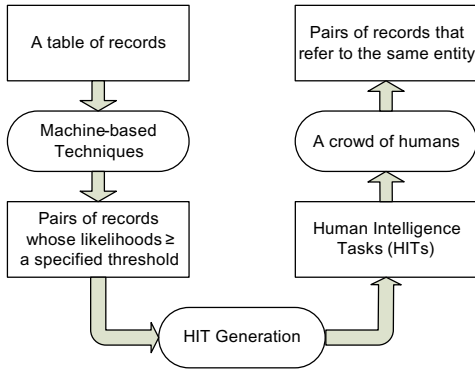 A table of records
Machine-based
Techniques
Pairs of records
whose likelihoods ≥
a specified threshold
HIT Generation
Human Intelligence
Tasks (HITs)
A crowd of humans
Pairs of records that
refer to the same entity